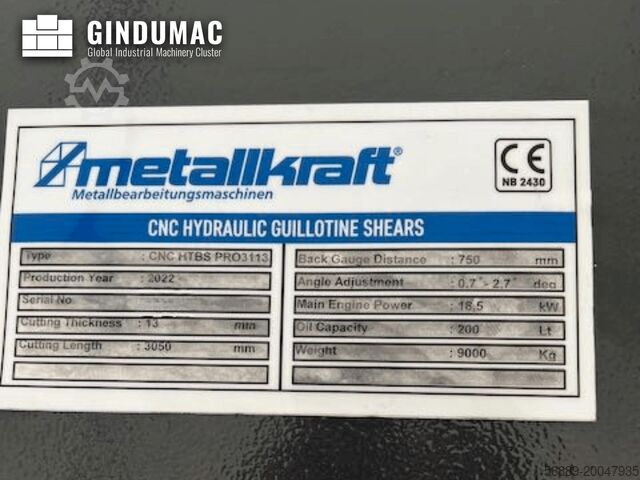 GINDUMAC
Global Industrial Machinery Cluster
metallkraft®
Metallbearbeitungsmaschinen
CE
NB 2430
CNC HYDRAULIC GUILLOTINE SHEARS
Type : CNC HTBS PRO3113
Production Year : 2022
Serial No
Cutting Thickness : 13 mm
Cutting Length : 3050 mm
Back Gauge Distance : 750 mm
Angle Adjustment : 0.7° - 2.7° deg
Main Engine Power : 18,5 kW
Oil Capacity : 200 Lt
Weight : 9000 Kg